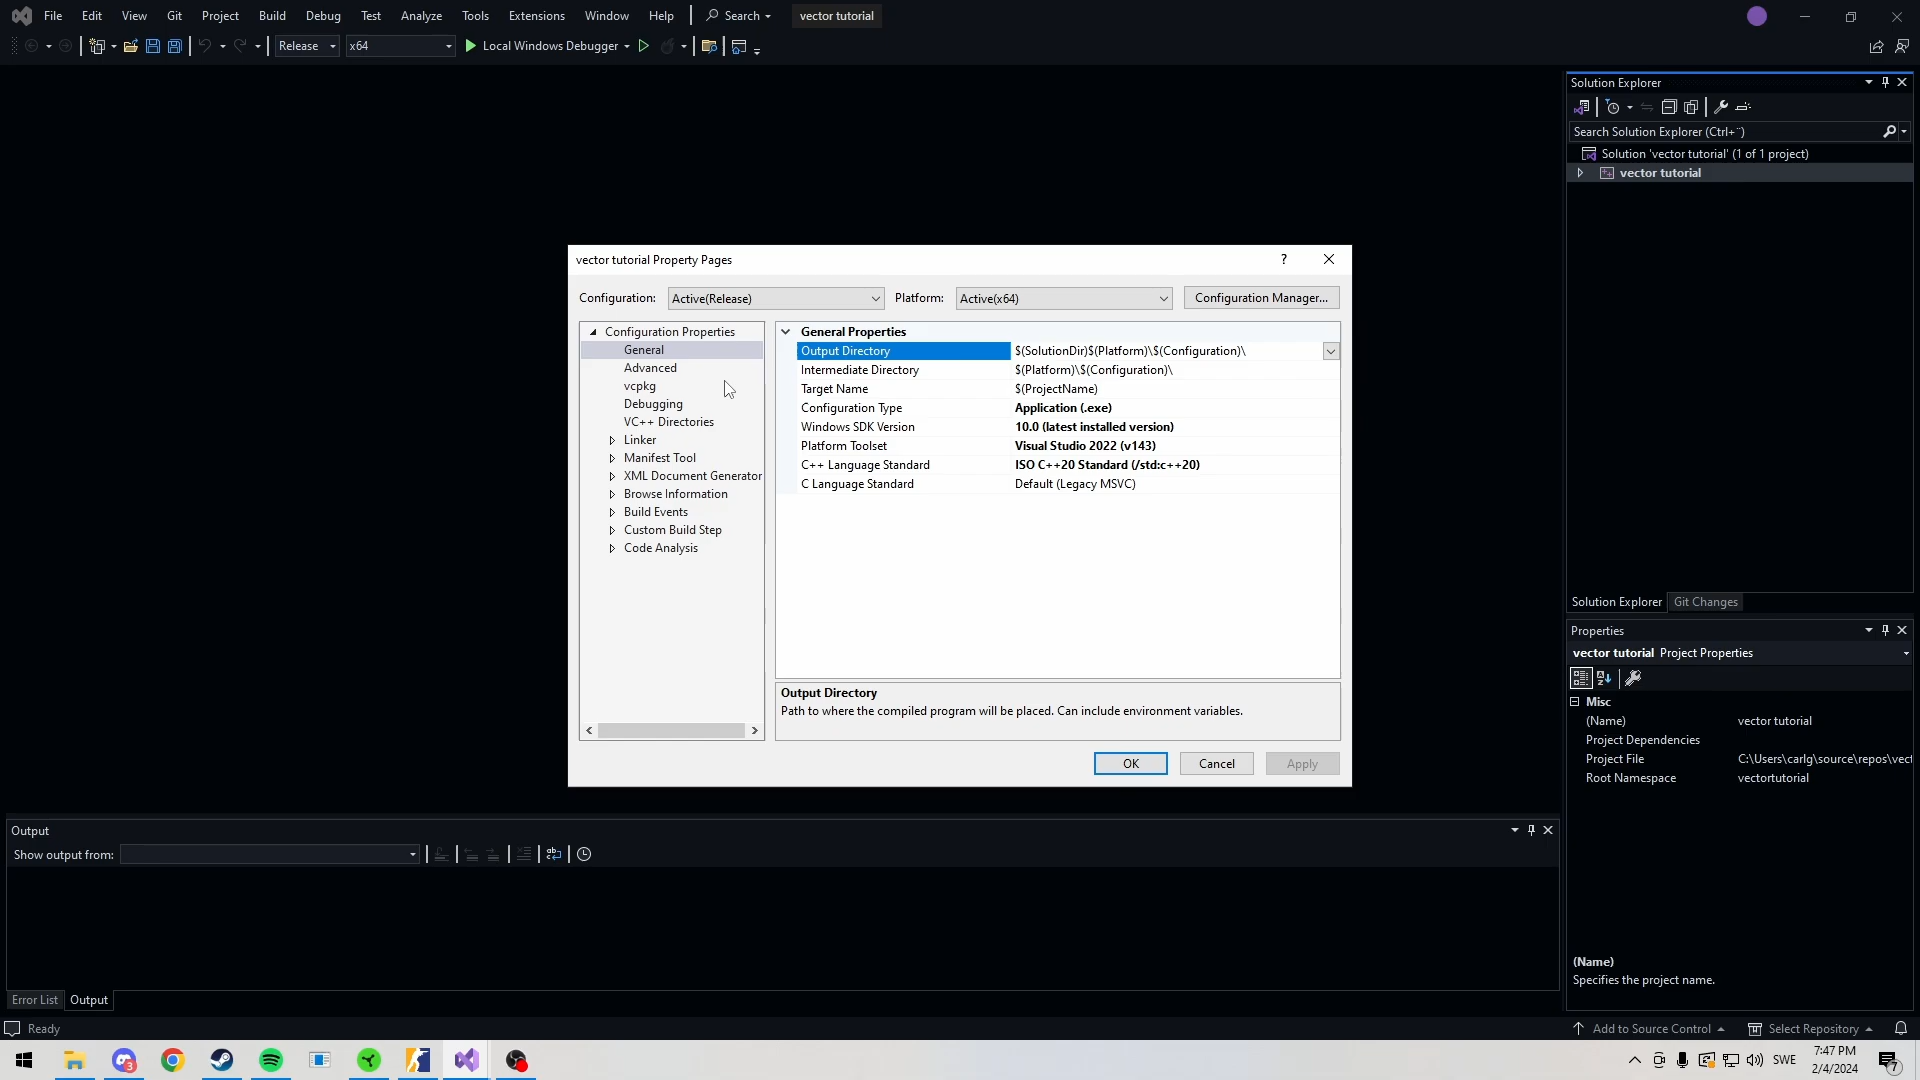 File Edit View Git Project Build Debug Test Analyze Tools Extensions Window Help Search vector tutorial
Release x64 Local Windows Debugger
Solution Explorer
Search Solution Explorer (Ctrl+¨)
Solution 'vector tutorial' (1 of 1 project)
vector tutorial
vector tutorial Property Pages
?
Configuration: Active(Release) Platform: Active(x64) Configuration Manager...
Configuration Properties
General
Advanced
vcpkg
Debugging
VC++ Directories
Linker
Manifest Tool
XML Document Generator
Browse Information
Build Events
Custom Build Step
Code Analysis
General Properties
Output Directory $(SolutionDir)$(Platform)\$(Configuration)\
Intermediate Directory $(Platform)\$(Configuration)\
Target Name $(ProjectName)
Configuration Type Application (.exe)
Windows SDK Version 10.0 (latest installed version)
Platform Toolset Visual Studio 2022 (v143)
C++ Language Standard ISO C++20 Standard (/std:c++20)
C Language Standard Default (Legacy MSVC)
Output Directory
Path to where the compiled program will be placed. Can include environment variables.
OK Cancel Apply
Solution Explorer Git Changes
Properties
vector tutorial Project Properties
Misc
(Name) vector tutorial
Project Dependencies
Project File C:\Users\carlg\source\repos\vect
Root Namespace vectortutorial
(Name)
Specifies the project name.
Output
Show output from:
Error List Output
Ready
Add to Source Control Select Repository
3
SWE
7:47 PM
2/4/2024
7